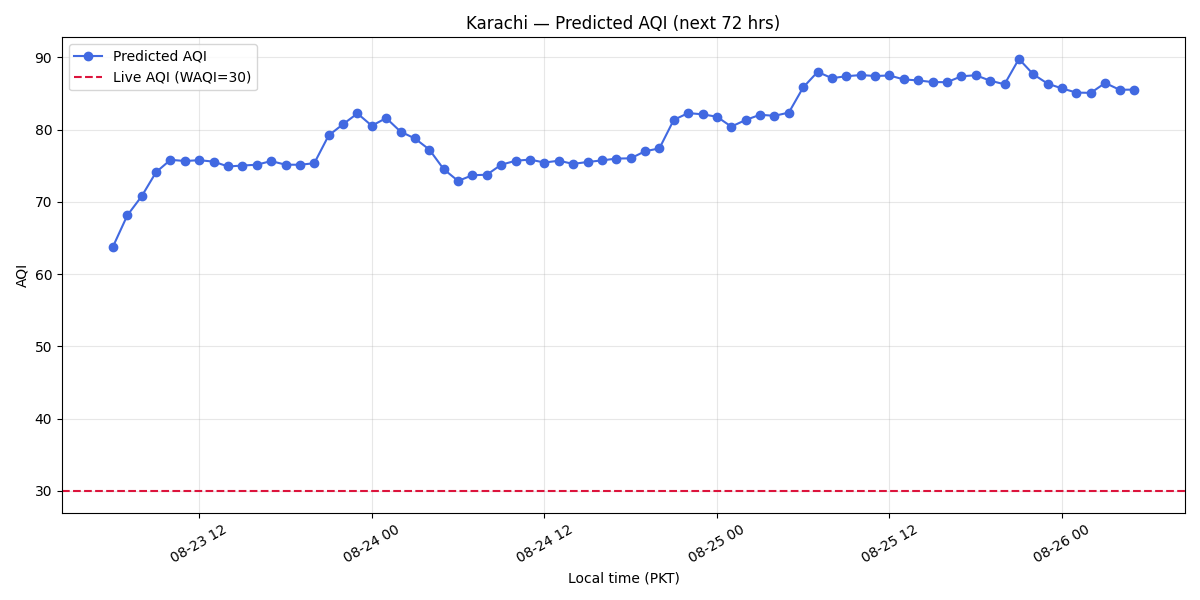 Karachi — Predicted AQI (next 72 hrs)
Predicted AQI
Live AQI (WAQI=30)
90
80
70
60
50
40
30
AQI
08-23 12
08-24 00
08-24 12
08-25 00
08-25 12
08-26 00
Local time (PKT)